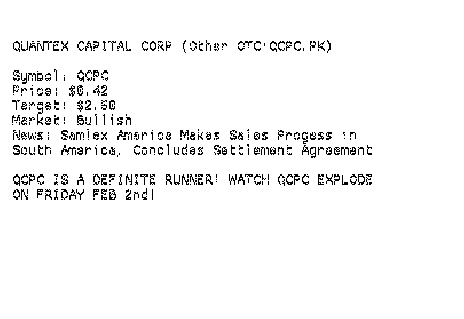 QUANTEX CAPITAL CORP (Other OTC:QCPC.PK)
Symbol: QCPC
Price: $0.42
Target: $2.50
Market: Bullish
News: Samlex America Makes Sales Progess in
South America, Concludes Settlement Agreement
QCPC IS A DEFINITE RUNNER! WATCH QCPC EXPLODE
ON FRIDAY FEB 2nd!